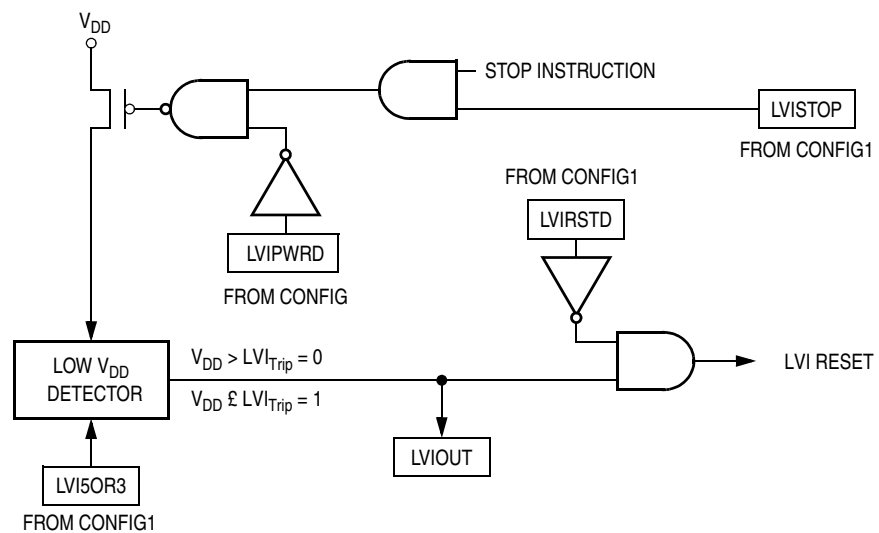 VDD
STOP INSTRUCTION
LVISTOP
FROM CONFIG1
FROM CONFIG1
LVIRSTD
LVIPWRD
FROM CONFIG
LOW VDD
DETECTOR
VDD > LVITrip = 0
VDD £ LVITrip = 1
LVI RESET
LVIOUT
LVI5OR3
FROM CONFIG1